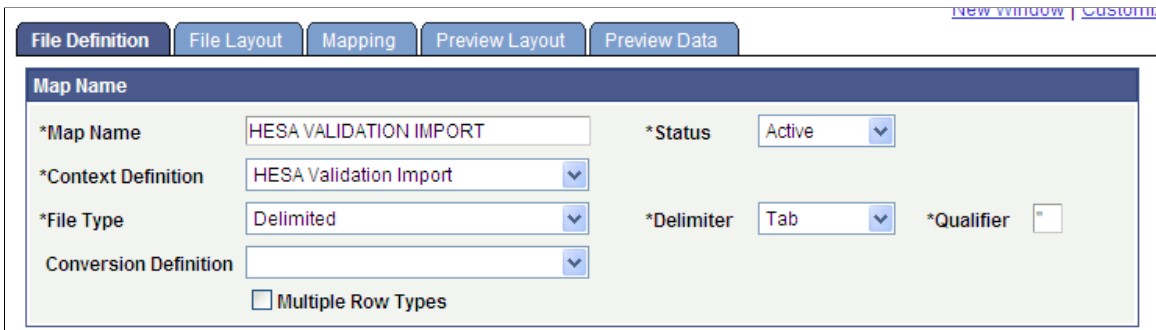 New Window | Customi
File Definition File Layout Mapping Preview Layout Preview Data
Map Name
*Map Name HESA VALIDATION IMPORT *Status Active
*Context Definition HESA Validation Import
*File Type Delimited *Delimiter Tab *Qualifier "
Conversion Definition
Multiple Row Types